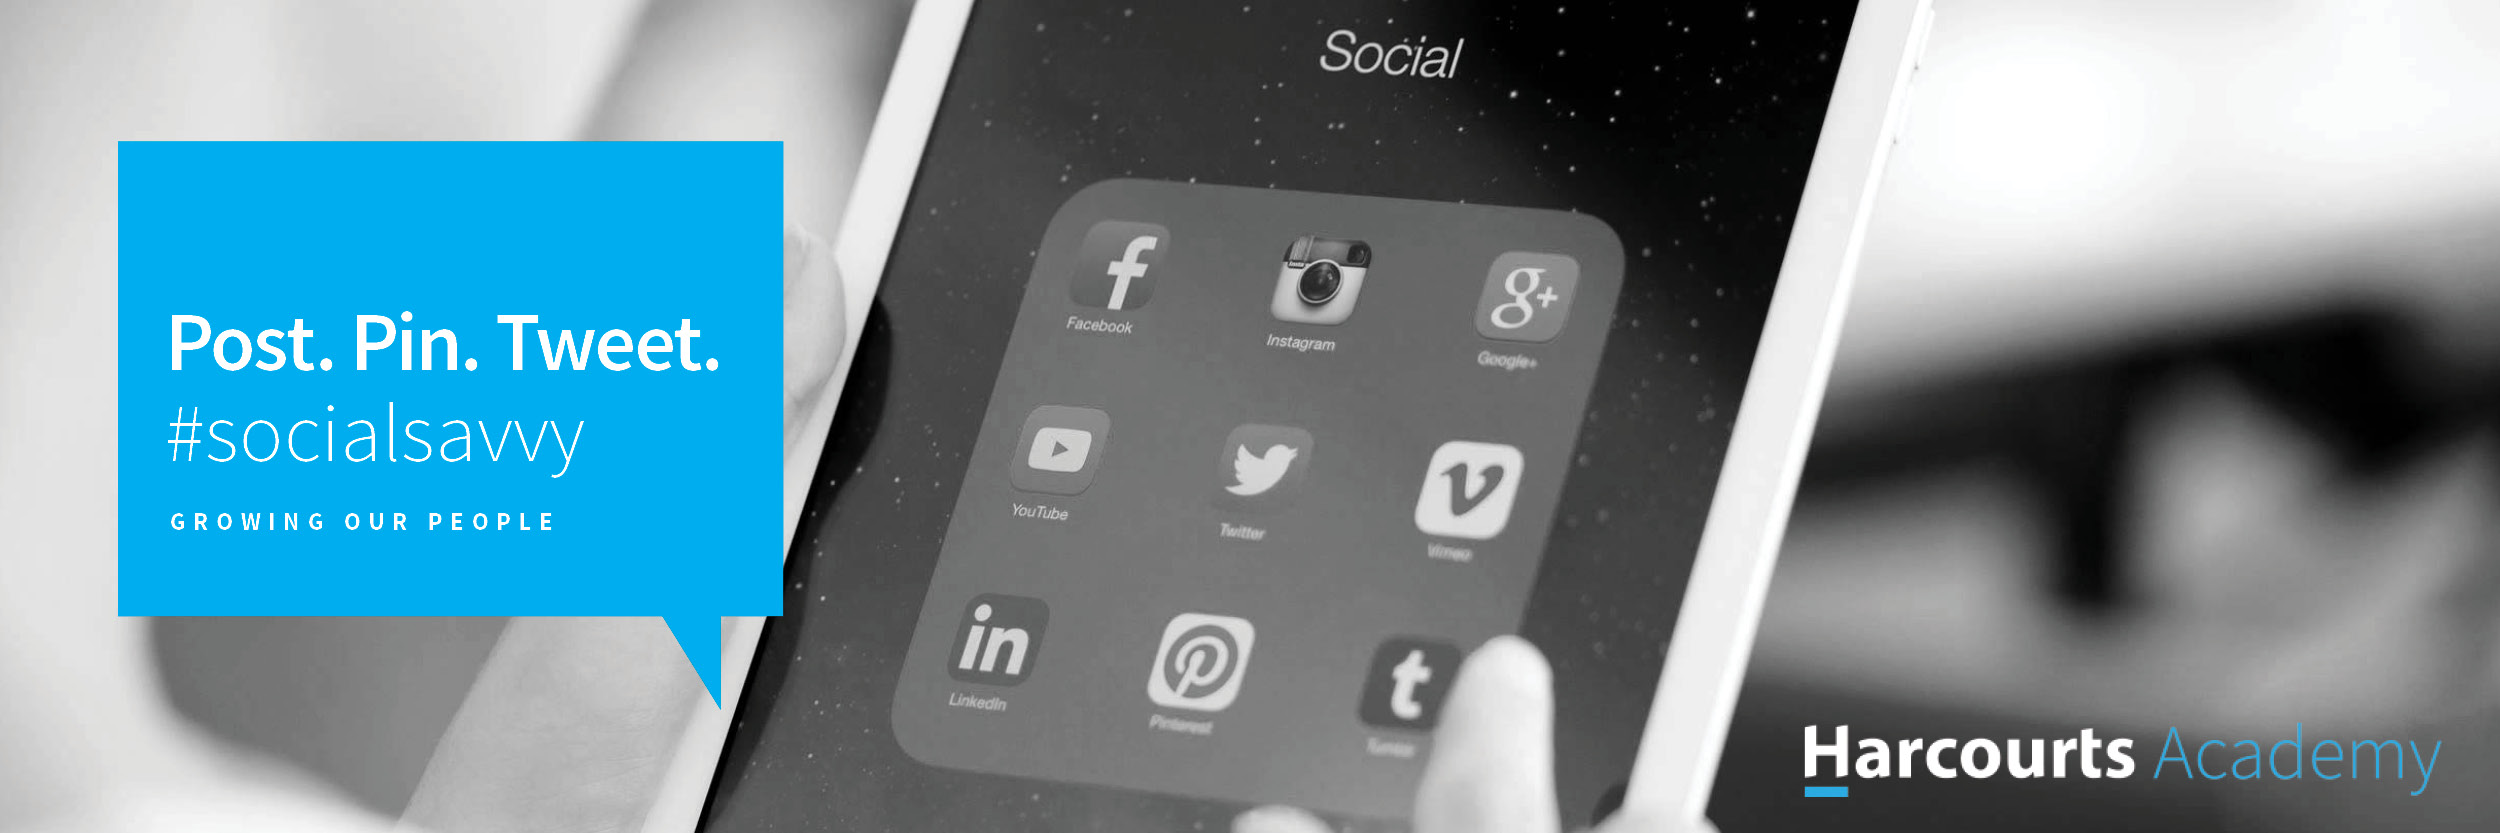 Social
Post. Pin. Tweet.
#socialsavvy
GROWING OUR PEOPLE
f
Facebook
Instagram
g+
Google+
YouTube
Twitter
v
Vimeo
in
LinkedIn
P
Pinterest
t
Tumblr
Harcourts Academy